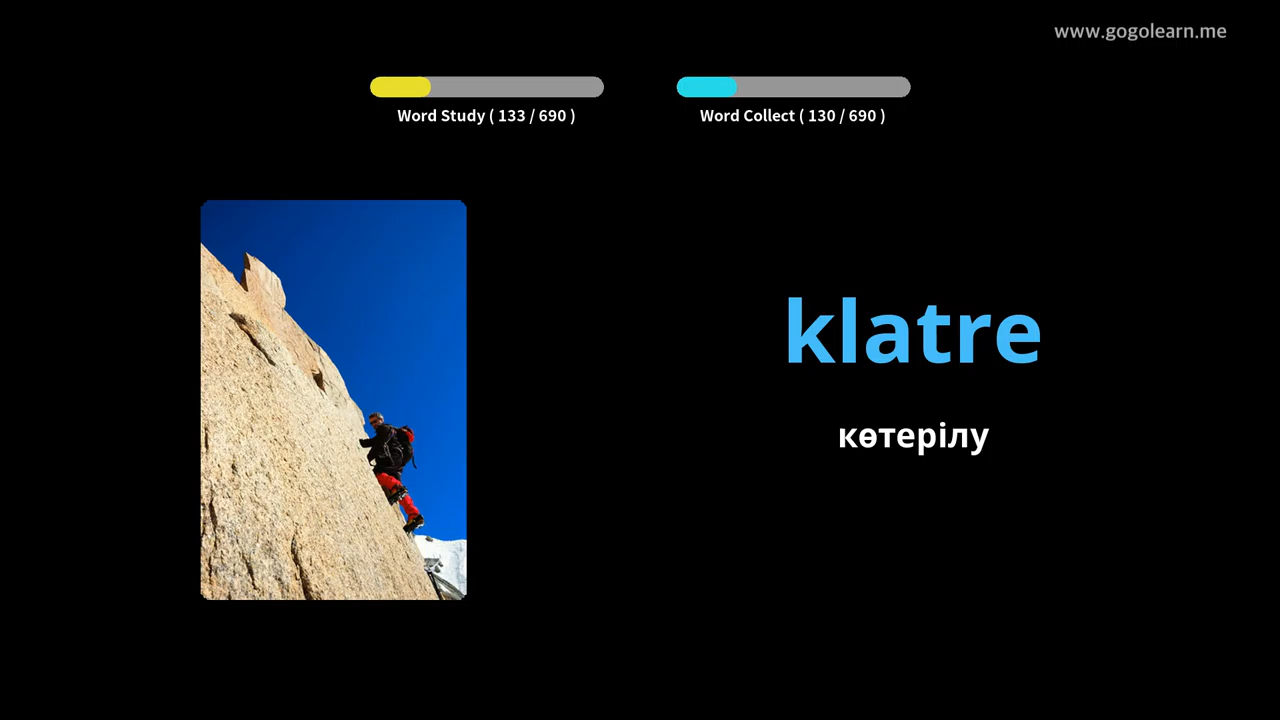 www.gogolearn.me
Word Study ( 133 / 690 )
Word Collect ( 130 / 690 )
klatre
көтерілу